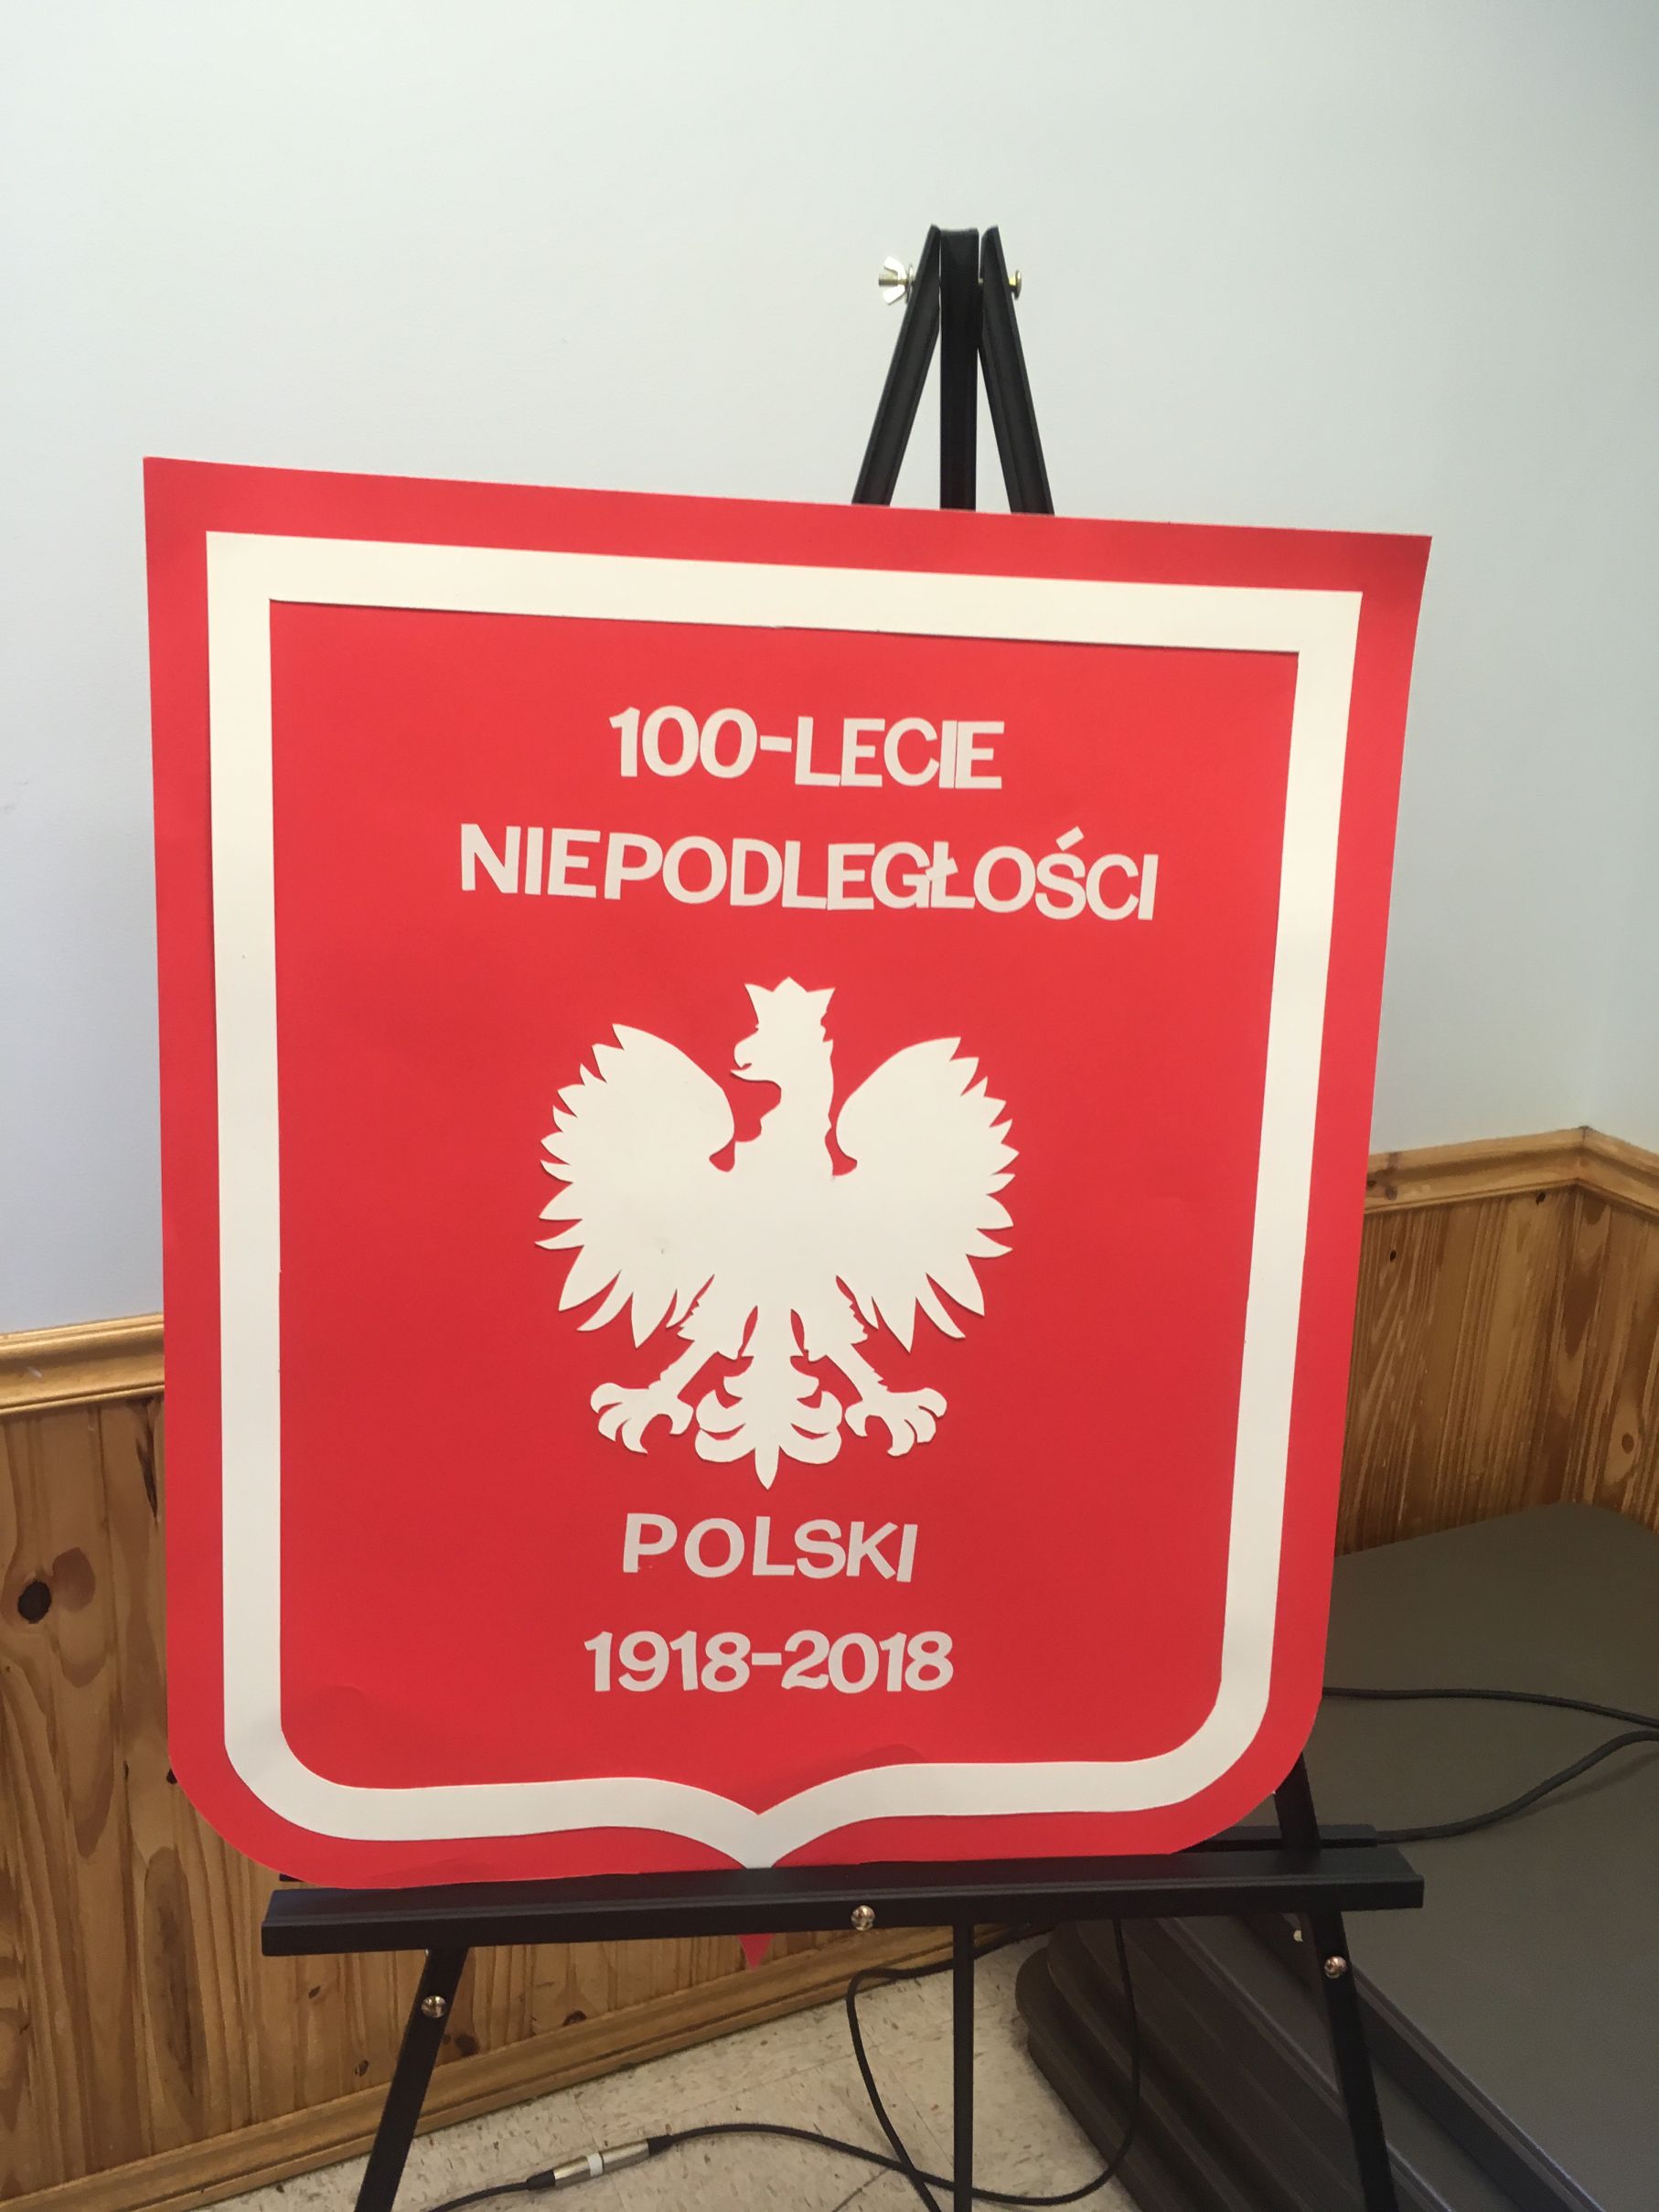 100-LECIE
NIEPODLEGŁOŚCI
POLSKI
1918-2018